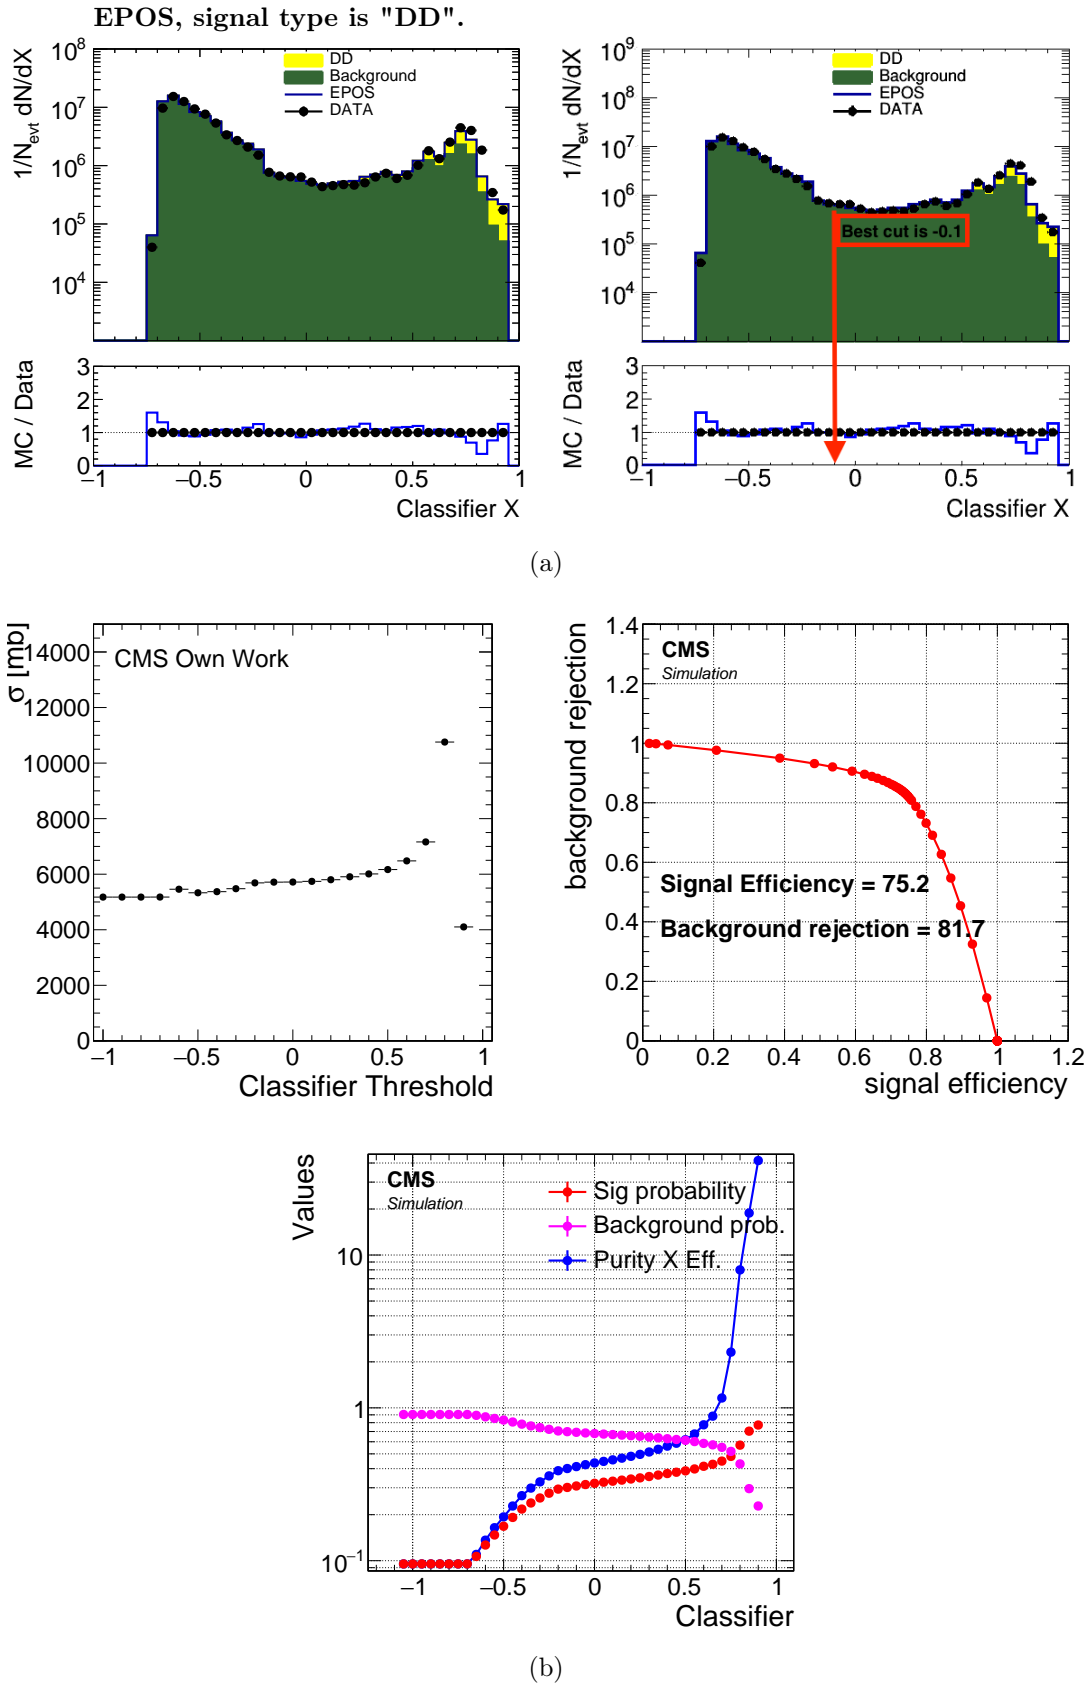 EPOS, signal type is "DD".
1/N_evt dN/dX
10^8
10^7
10^6
10^5
10^4
DD
Background
EPOS
DATA
MC / Data
3
2
1
0
−1 −0.5 0 0.5 1
Classifier X
1/N_evt dN/dX
10^9
10^8
10^7
10^6
10^5
10^4
DD
Background
EPOS
DATA
Best cut is -0.1
MC / Data
3
2
1
0
−1 −0.5 0 0.5 1
Classifier X
(a)
σ [mb]
14000
12000
10000
8000
6000
4000
2000
0
CMS Own Work
−1 −0.5 0 0.5 1
Classifier Threshold
background rejection
1.4
1.2
1
0.8
0.6
0.4
0.2
0
CMS
Simulation
Signal Efficiency = 75.2
Background rejection = 81.7
0 0.2 0.4 0.6 0.8 1 1.2
signal efficiency
Values
10
1
10^−1
CMS
Simulation
Sig probability
Background prob.
Purity X Eff.
−1 −0.5 0 0.5 1
Classifier
(b)